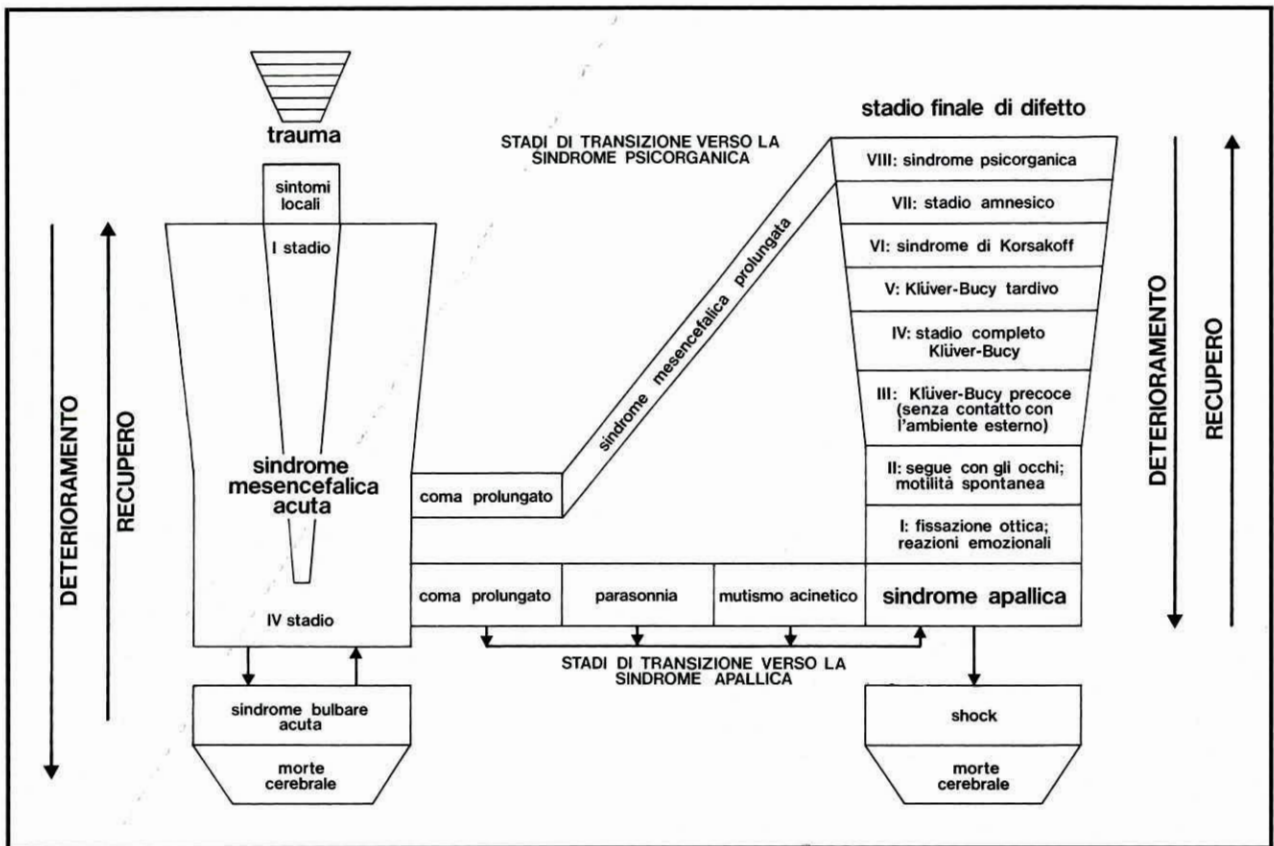 trauma
sintomi
locali
I stadio
sindrome
mesencefalica
acuta
IV stadio
sindrome bulbare
acuta
morte
cerebrale
DETERIORAMENTO
RECUPERO
STADI DI TRANSIZIONE VERSO LA
SINDROME PSICORGANICA
sindrome mesencefalica prolungata
coma prolungato
coma prolungato
parasonnia
mutismo acinetico
sindrome apallica
STADI DI TRANSIZIONE VERSO LA
SINDROME APALLICA
stadio finale di difetto
VIII: sindrome psicorganica
VII: stadio amnesico
VI: sindrome di Korsakoff
V: Klüver-Bucy tardivo
IV: stadio completo
Klüver-Bucy
III: Klüver-Bucy precoce
(senza contatto con
l'ambiente esterno)
II: segue con gli occhi;
motilità spontanea
I: fissazione ottica;
reazioni emozionali
shock
morte
cerebrale
DETERIORAMENTO
RECUPERO